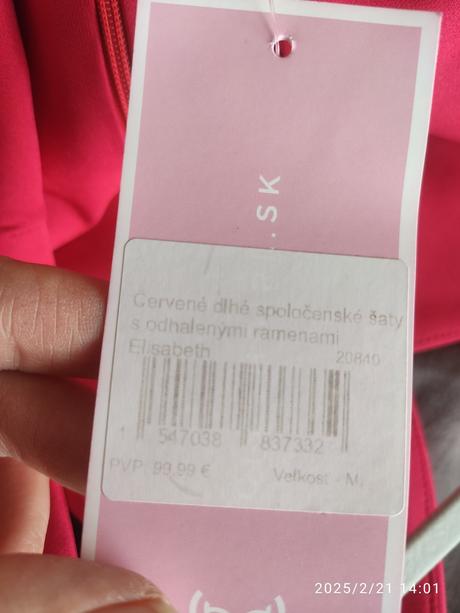 .SK
Červené dlhé spoločenské šaty
s odhalenými ramenami
Elisabeth 20840
547038 837332
PVP: 99,99 €
Veľkosť - M,
2025/2/21 14:01